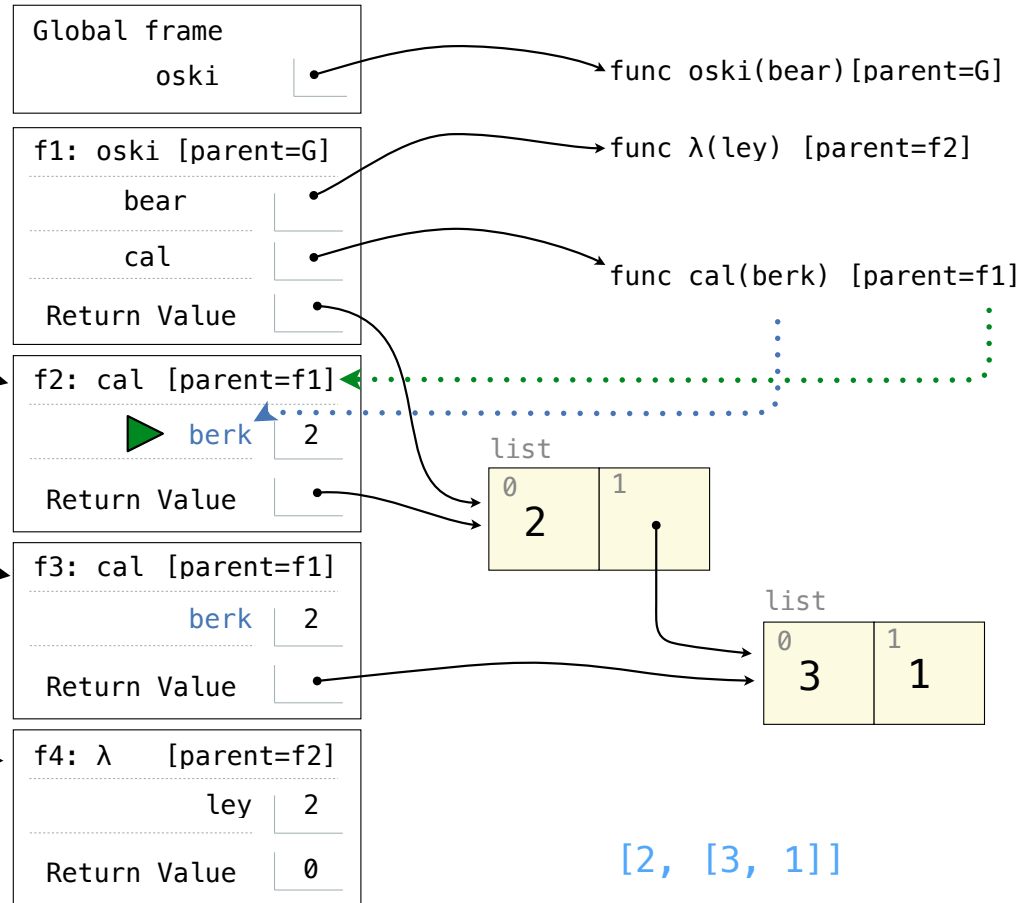 Global frame
oski
func oski(bear)[parent=G]
f1: oski [parent=G]
func λ(ley) [parent=f2]
bear
cal
func cal(berk) [parent=f1]
Return Value
f2: cal [parent=f1]
berk 2
list
0 1
2
Return Value
f3: cal [parent=f1]
berk 2
list
0 1
3 1
Return Value
f4: λ [parent=f2]
ley 2
Return Value 0
[2, [3, 1]]